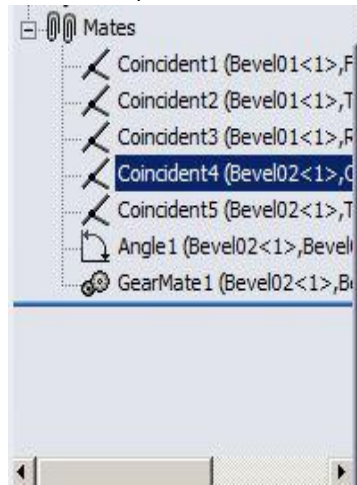 Mates
Coincident1 (Bevel01<1>,F
Coincident2 (Bevel01<1>,T
Coincident3 (Bevel01<1>,R
Coincident4 (Bevel02<1>,C
Coincident5 (Bevel02<1>,T
Angle1 (Bevel02<1>,Bevel
GearMate1 (Bevel02<1>,Be